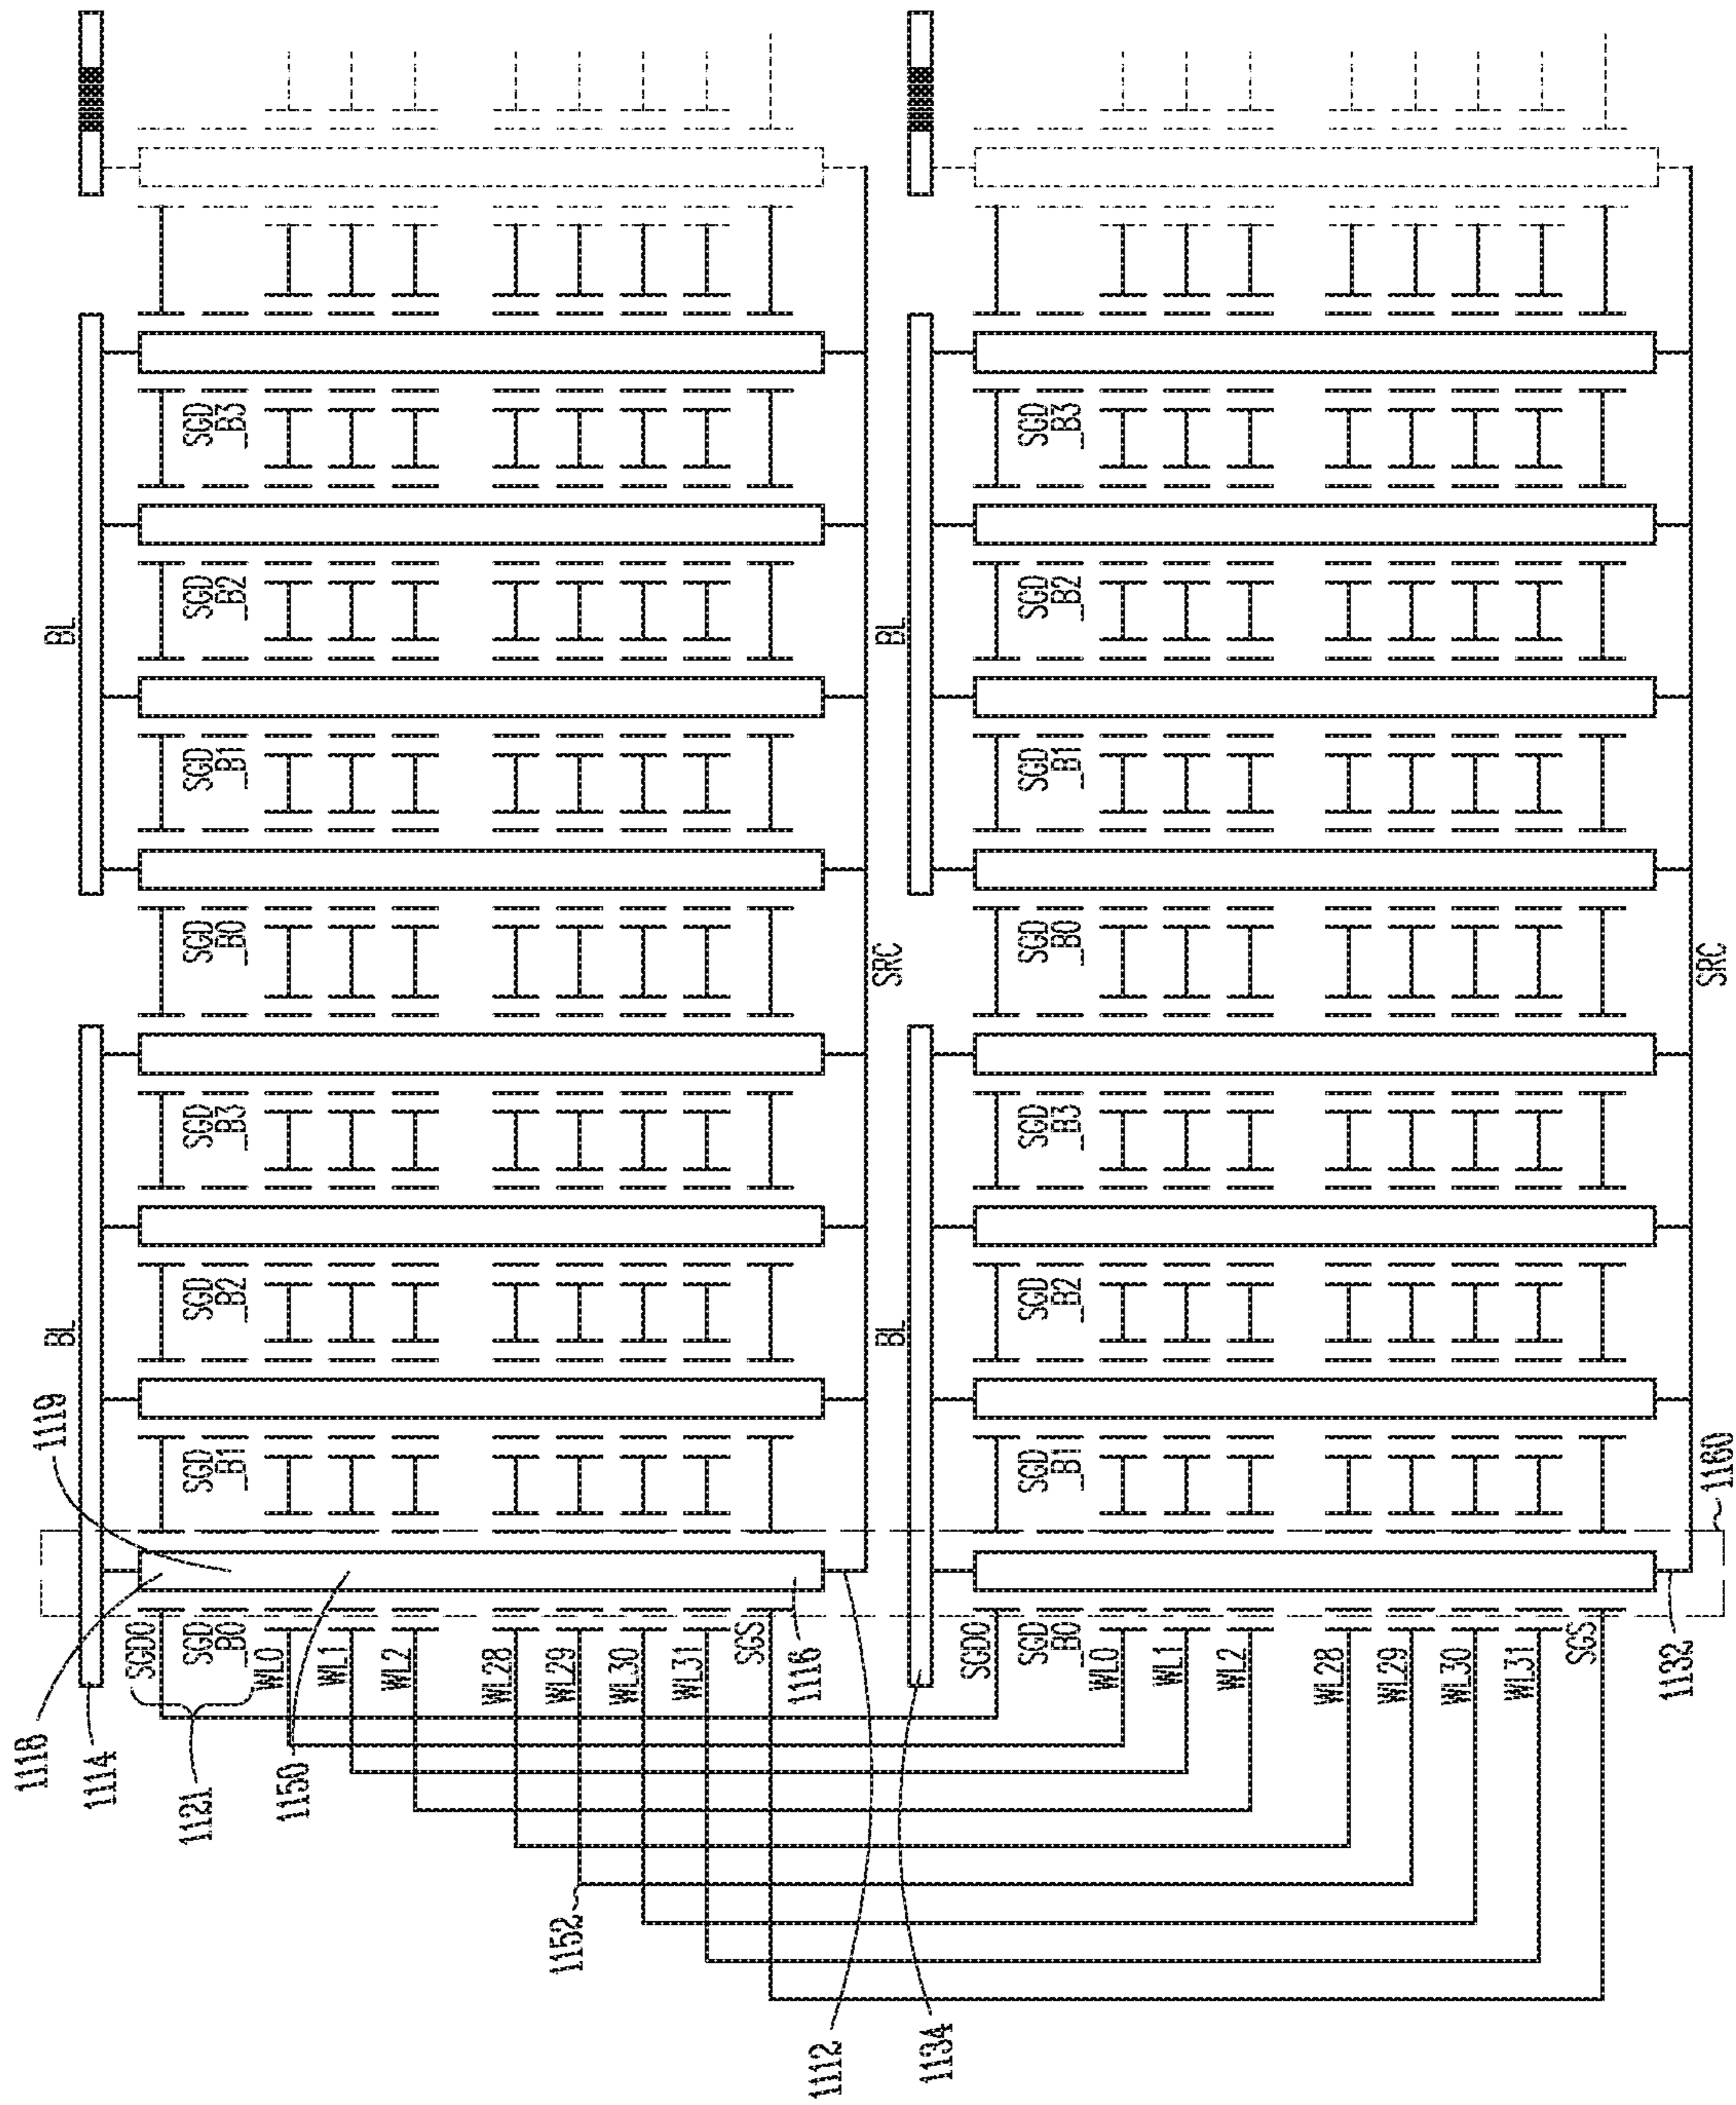 1118
1119
BL
BL
1114
SGD0
1121
SGD _B0
SGD _B1
SGD _B2
SGD _B3
SGD _B0
SGD _B1
SGD _B2
SGD _B3
WL0
1150
WL1
WL2
WL28
WL29
1152
WL30
WL31
SGS
1116
1112
SRC
BL
BL
1134
SGD0
SGD _B0
SGD _B1
SGD _B2
SGD _B3
SGD _B0
SGD _B1
SGD _B2
SGD _B3
WL0
WL1
WL2
WL28
WL29
WL30
WL31
SGS
1132
SRC
1160